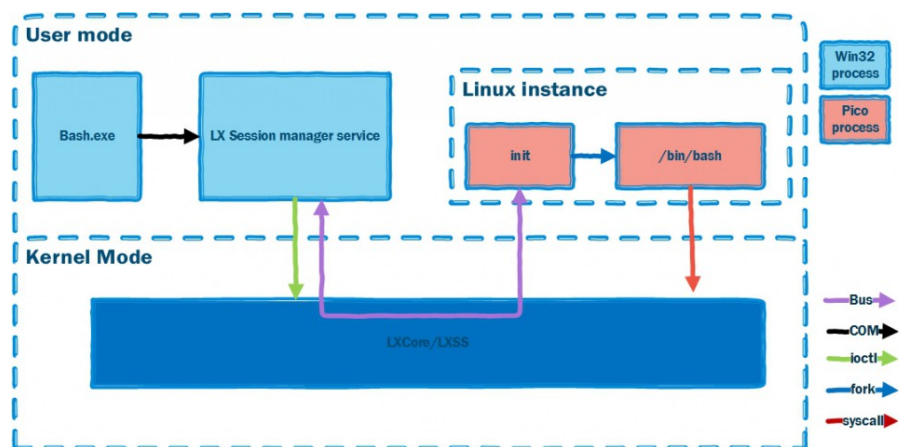 User mode
Win32
process
Linux instance
Pico
process
Bash.exe
LX Session manager service
init
/bin/bash
Kernel Mode
Bus
COM
LXCore/LXSS
ioctl
fork
syscall